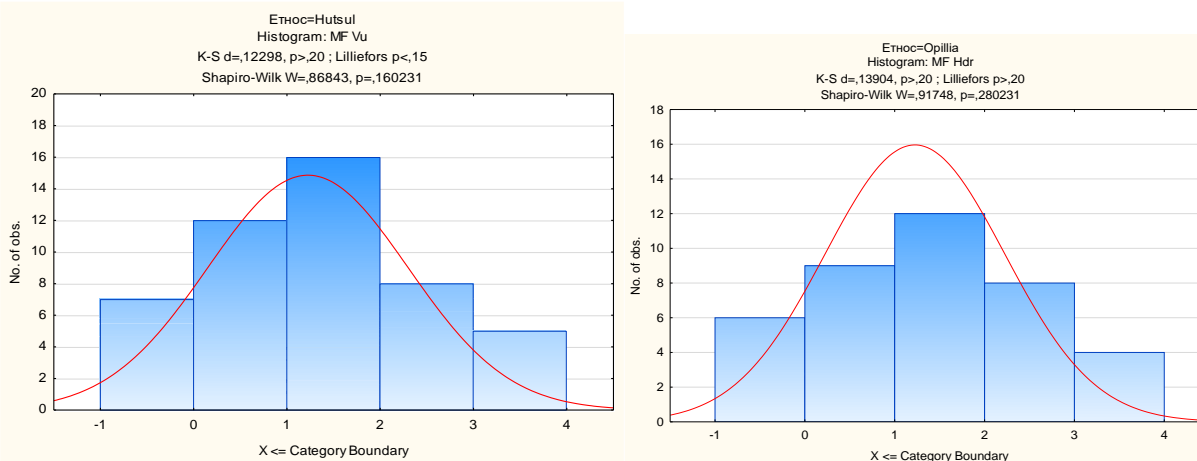 Етнос=Hutsul
Histogram: MF Vu
K-S d=,12298, p>,20 ; Lilliefors p<,15
Shapiro-Wilk W=,86843, p=,160231
20
18
16
14
12
10
8
6
4
2
0
No. of obs.
-1 0 1 2 3 4
X <= Category Boundary
Етнос=Opillia
Histogram: MF Hdr
K-S d=,13904, p>,20 ; Lilliefors p>,20
Shapiro-Wilk W=,91748, p=,280231
18
16
14
12
10
8
6
4
2
0
No. of obs.
-1 0 1 2 3 4
X <= Category Boundary